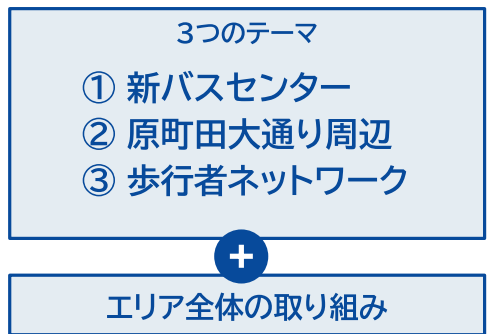 3つのテーマ
① 新バスセンター
② 原町田大通り周辺
③ 歩行者ネットワーク
+
エリア全体の取り組み